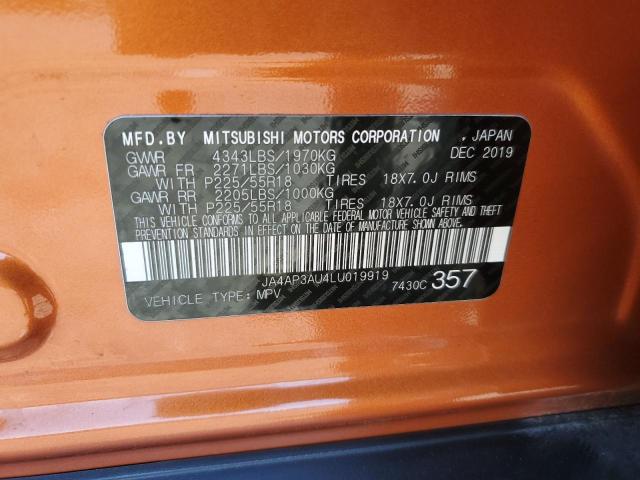 MFD.BY MITSUBISHI MOTORS CORPORATION , JAPAN
GVWR 4343LBS/1970KG DEC 2019
GAWR FR 2271LBS/1030KG
WITH P225/55R18 TIRES 18X7.0J RIMS
GAWR RR 2205LBS/1000KG
WITH P225/55R18 TIRES 18X7.0J RIMS
THIS VEHICLE CONFORMS TO ALL APPLICABLE FEDERAL MOTOR VEHICLE SAFETY AND THEFT
PREVENTION STANDARDS IN EFFECT ON THE DATE OF MANUFACTURE SHOWN ABOVE.
JA4AP3AU4LU019919
VEHICLE TYPE: MPV 7430C 357